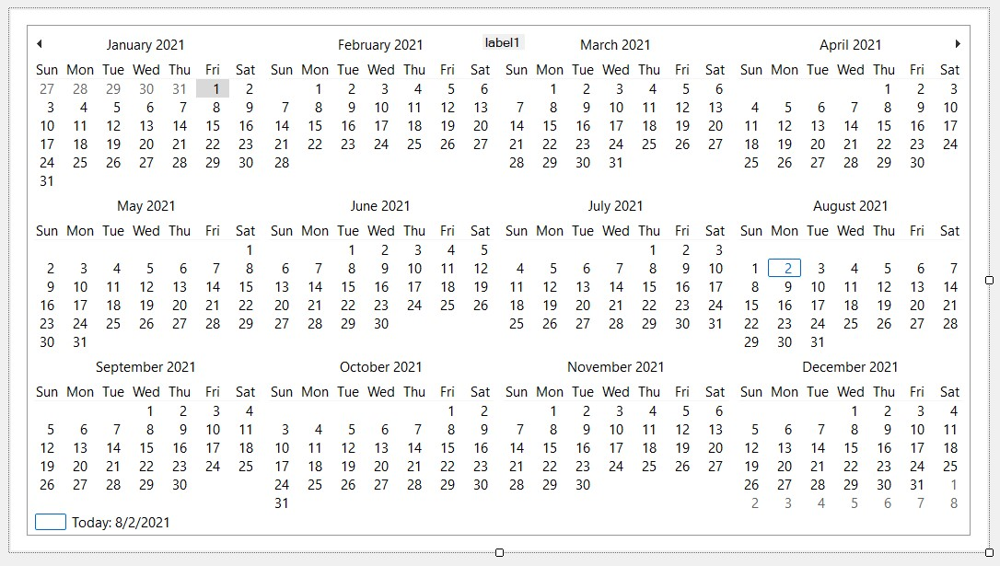 January 2021 February 2021 label1 March 2021 April 2021
Sun Mon Tue Wed Thu Fri Sat Sun Mon Tue Wed Thu Fri Sat Sun Mon Tue Wed Thu Fri Sat Sun Mon Tue Wed Thu Fri Sat
27 28 29 30 31 1 2 1 2 3 4 5 6 1 2 3 4 5 6 1 2 3
3 4 5 6 7 8 9 7 8 9 10 11 12 13 7 8 9 10 11 12 13 4 5 6 7 8 9 10
10 11 12 13 14 15 16 14 15 16 17 18 19 20 14 15 16 17 18 19 20 11 12 13 14 15 16 17
17 18 19 20 21 22 23 21 22 23 24 25 26 27 21 22 23 24 25 26 27 18 19 20 21 22 23 24
24 25 26 27 28 29 30 28 28 29 30 31 25 26 27 28 29 30
31
May 2021 June 2021 July 2021 August 2021
Sun Mon Tue Wed Thu Fri Sat Sun Mon Tue Wed Thu Fri Sat Sun Mon Tue Wed Thu Fri Sat Sun Mon Tue Wed Thu Fri Sat
1 1 2 3 4 5 1 2 3
2 3 4 5 6 7 8 6 7 8 9 10 11 12 4 5 6 7 8 9 10 1 2 3 4 5 6 7
9 10 11 12 13 14 15 13 14 15 16 17 18 19 11 12 13 14 15 16 17 8 9 10 11 12 13 14
16 17 18 19 20 21 22 20 21 22 23 24 25 26 18 19 20 21 22 23 24 15 16 17 18 19 20 21
23 24 25 26 27 28 29 27 28 29 30 25 26 27 28 29 30 31 22 23 24 25 26 27 28
30 31 29 30 31
September 2021 October 2021 November 2021 December 2021
Sun Mon Tue Wed Thu Fri Sat Sun Mon Tue Wed Thu Fri Sat Sun Mon Tue Wed Thu Fri Sat Sun Mon Tue Wed Thu Fri Sat
1 2 3 4 1 2 1 2 3 4 5 6 1 2 3 4
5 6 7 8 9 10 11 3 4 5 6 7 8 9 7 8 9 10 11 12 13 5 6 7 8 9 10 11
12 13 14 15 16 17 18 10 11 12 13 14 15 16 14 15 16 17 18 19 20 12 13 14 15 16 17 18
19 20 21 22 23 24 25 17 18 19 20 21 22 23 21 22 23 24 25 26 27 19 20 21 22 23 24 25
26 27 28 29 30 24 25 26 27 28 29 30 28 29 30 26 27 28 29 30 31 1
31 2 3 4 5 6 7 8
Today: 8/2/2021